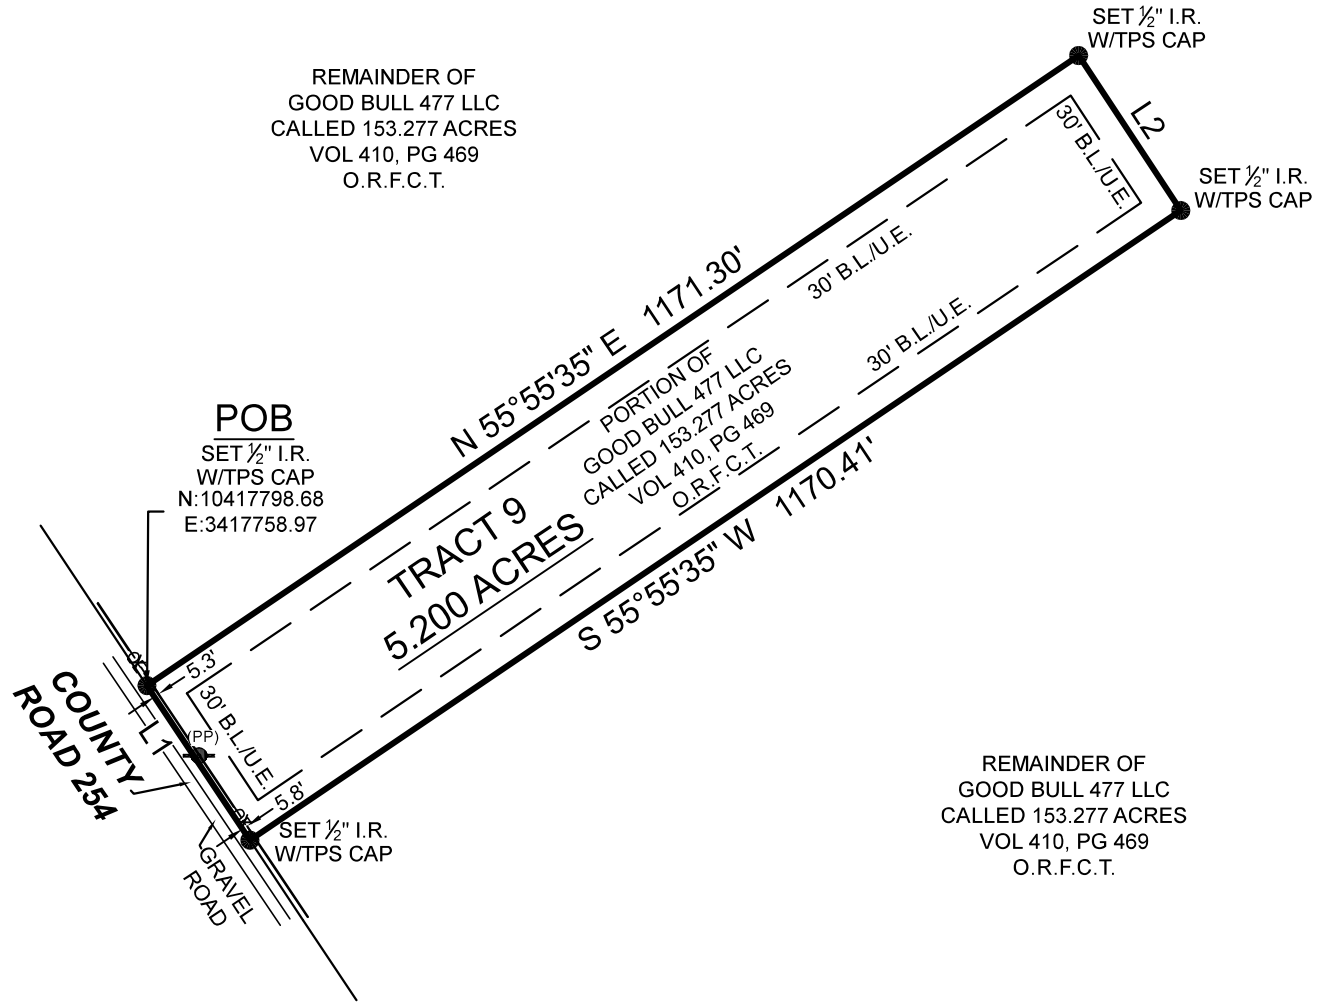 SET ½" I.R.
W/TPS CAP
REMAINDER OF
GOOD BULL 477 LLC
CALLED 153.277 ACRES
VOL 410, PG 469
O.R.F.C.T.
L2
30' B.L./U.E.
SET ½" I.R.
W/TPS CAP
30' B.L./U.E.
N 55°55'35" E 1171.30'
30' B.L./U.E.
PORTION OF
GOOD BULL 477 LLC
CALLED 153.277 ACRES
VOL 410, PG 469
O.R.F.C.T.
POB
SET ½" I.R.
W/TPS CAP
N:10417798.68
E:3417758.97
TRACT 9
5.200 ACRES
S 55°55'35" W 1170.41'
5.3'
30' B.L./U.E.
COUNTY
ROAD 254
L1
(PP)
5.8'
SET ½" I.R.
W/TPS CAP
GRAVEL
ROAD
REMAINDER OF
GOOD BULL 477 LLC
CALLED 153.277 ACRES
VOL 410, PG 469
O.R.F.C.T.